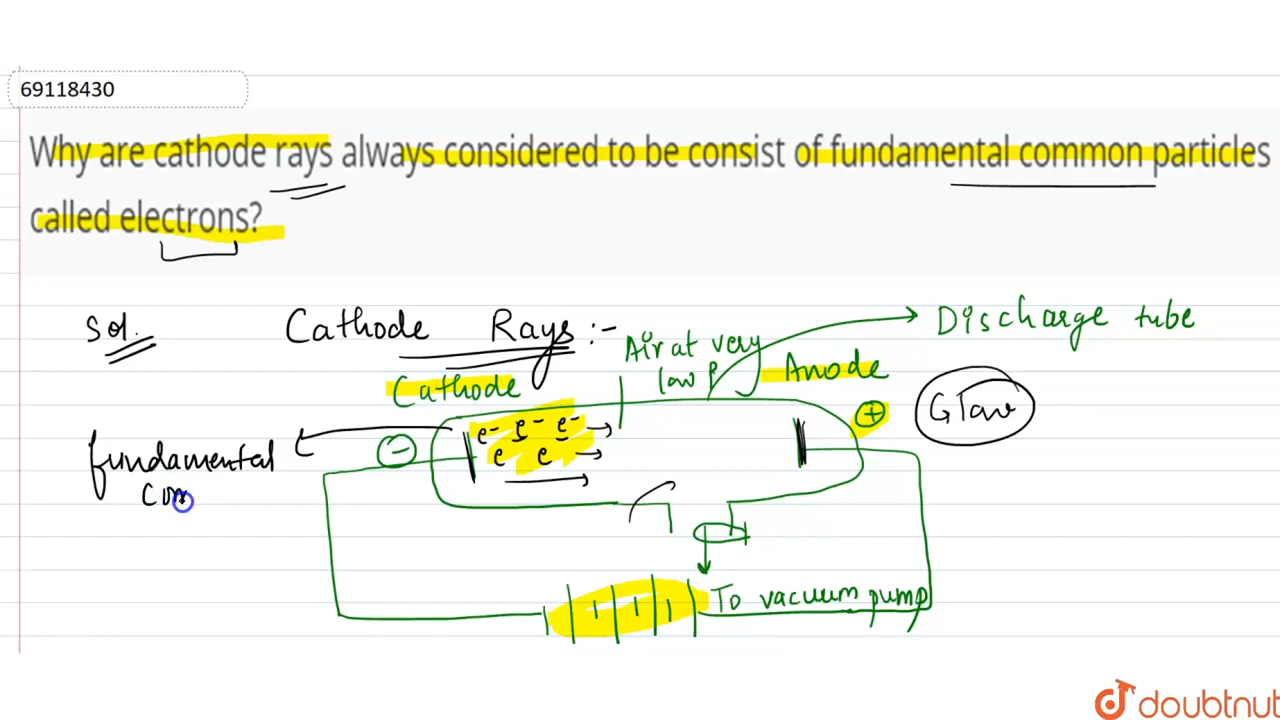 69118430
Why are cathode rays always considered to be consist of fundamental common particles
called electrons?
Sol.
Cathode Rays :-
Discharge tube
Air at very
low P
Cathode
Anode
+
e- e- e-
e e
-
fundamental
Com
To vacuum pump
doubtnut